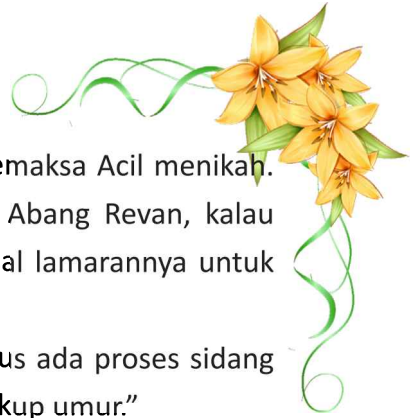 emaksa Acil menikah.
Abang Revan, kalau
al lamarannya untuk
us ada proses sidang
kup umur.”